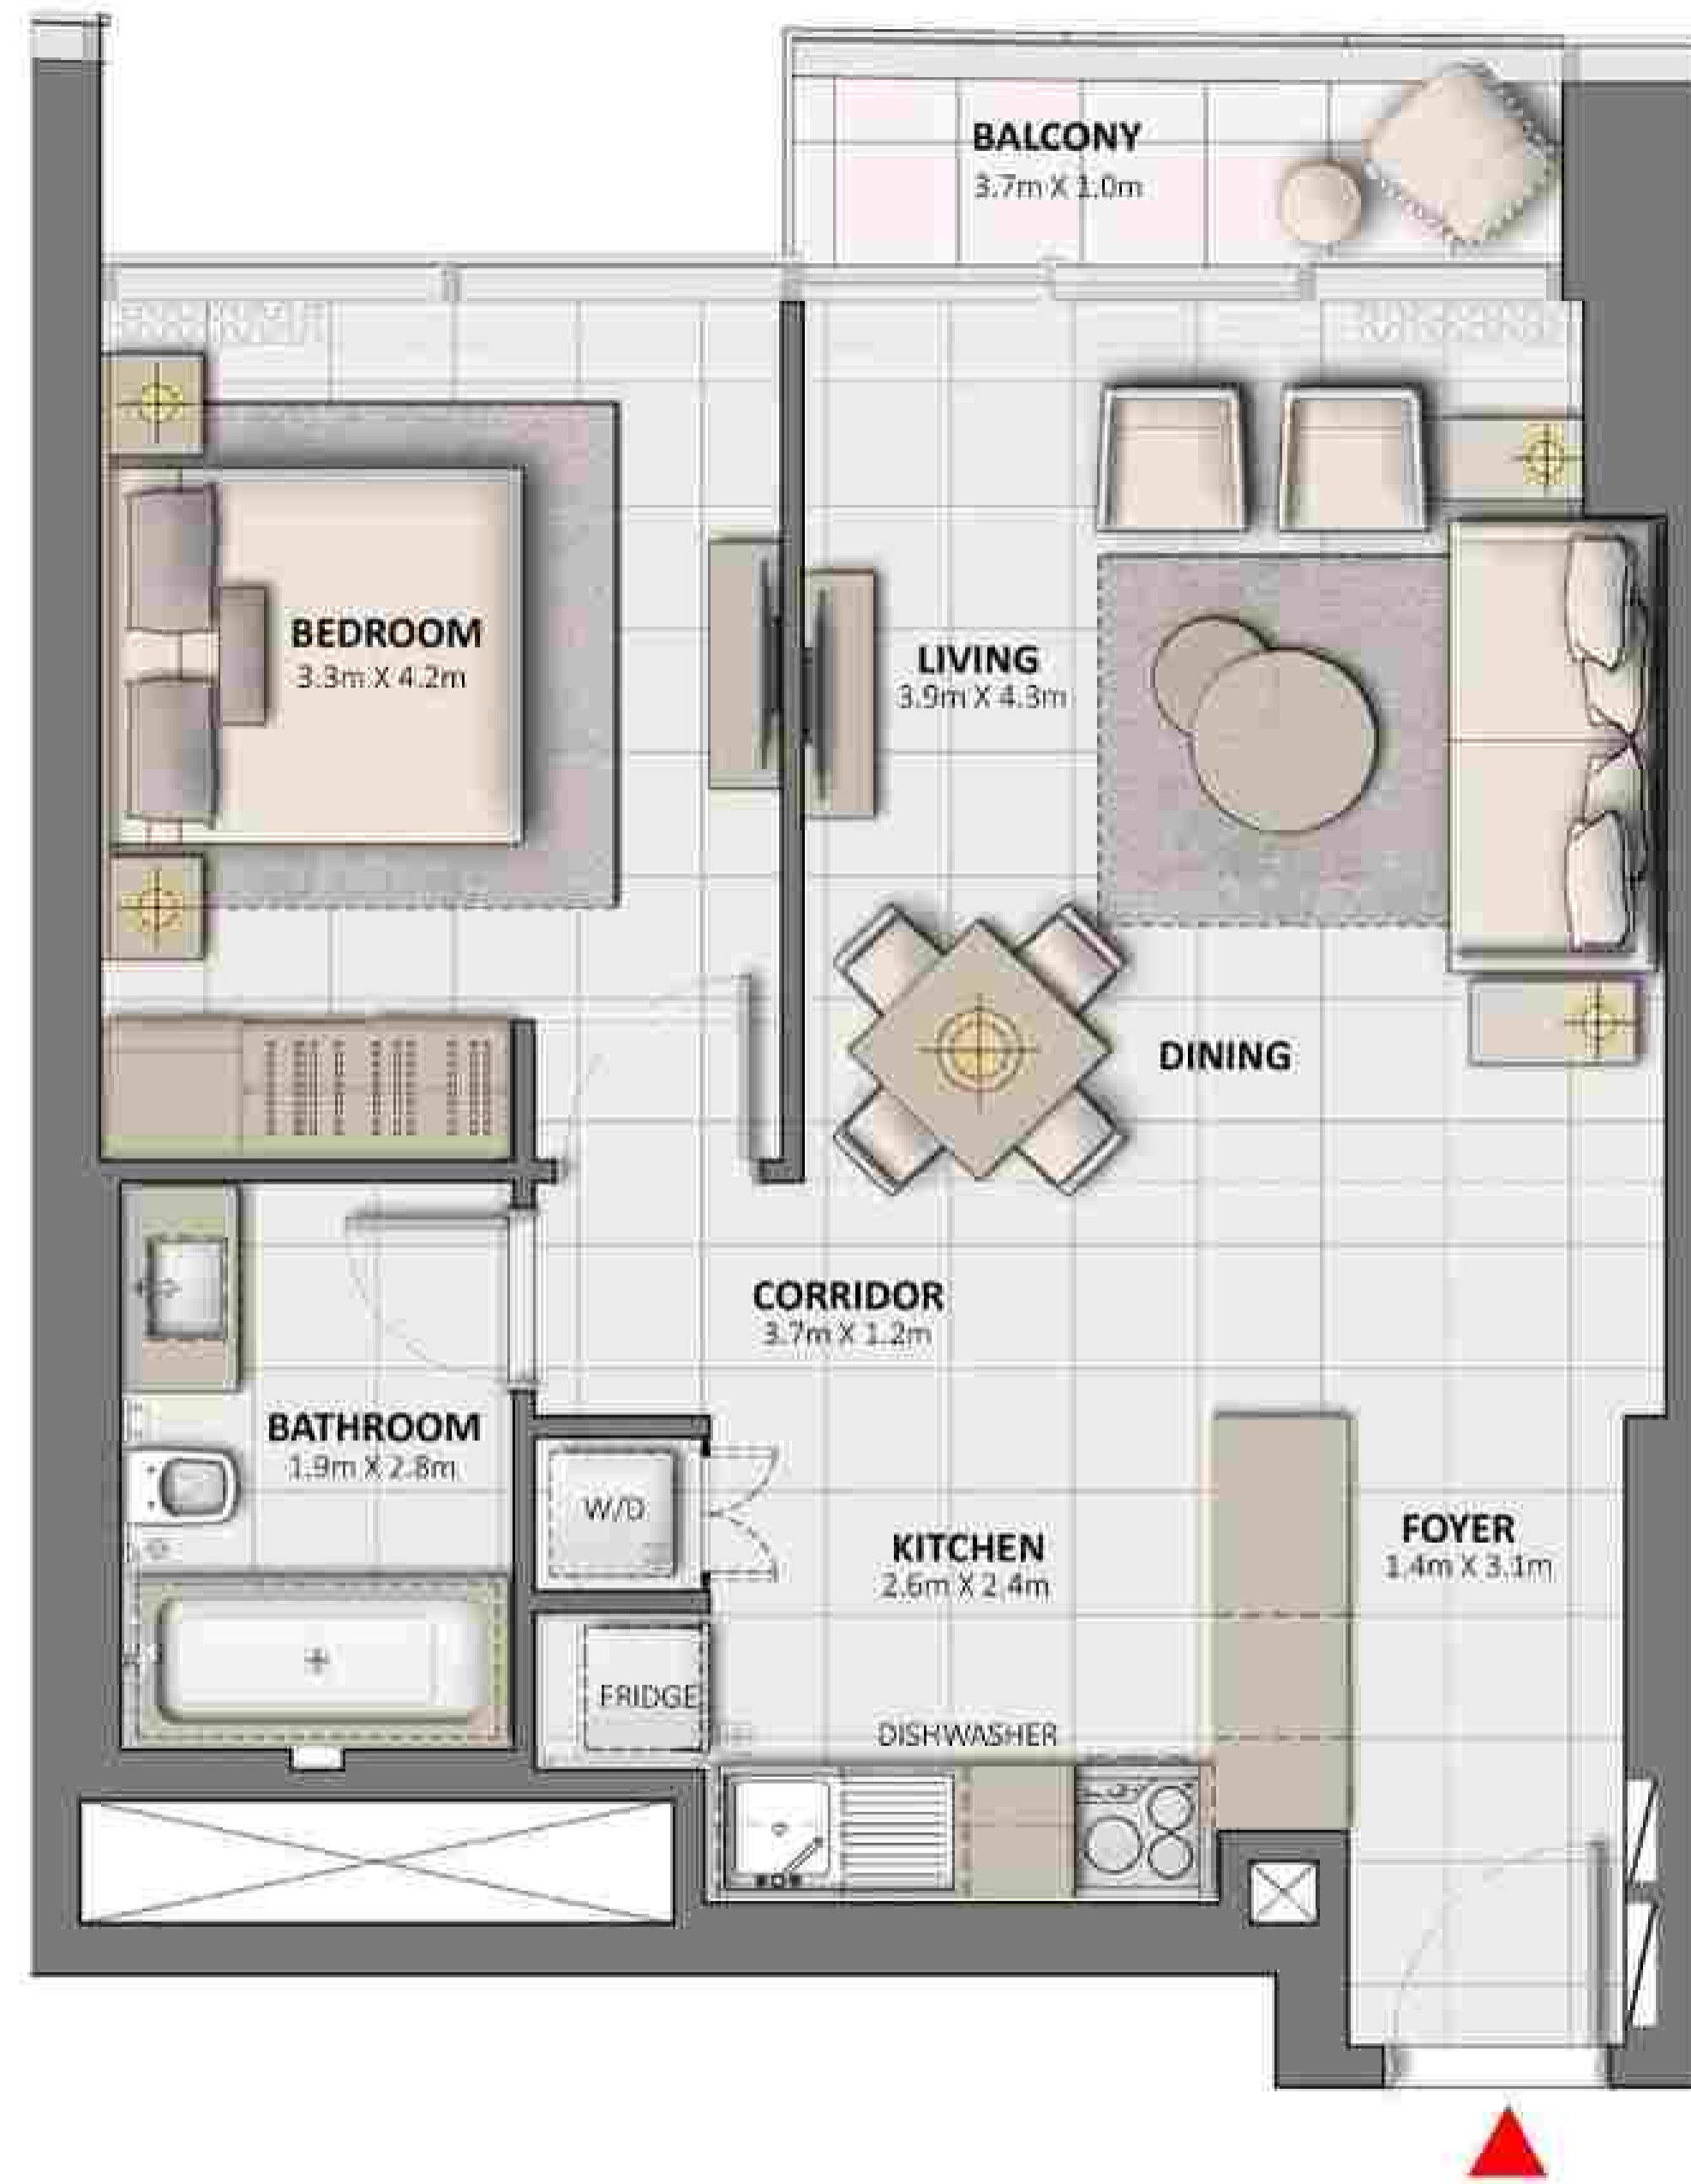 BALCONY
3.7m X 1.0m
BEDROOM
3.3m X 4.2m
LIVING
3.9m X 4.3m
DINING
CORRIDOR
3.7m X 1.2m
BATHROOM
1.9m X 2.8m
W/D
KITCHEN
2.6m X 2.4m
FOYER
1.4m X 3.1m
FRIDGE
DISHWASHER